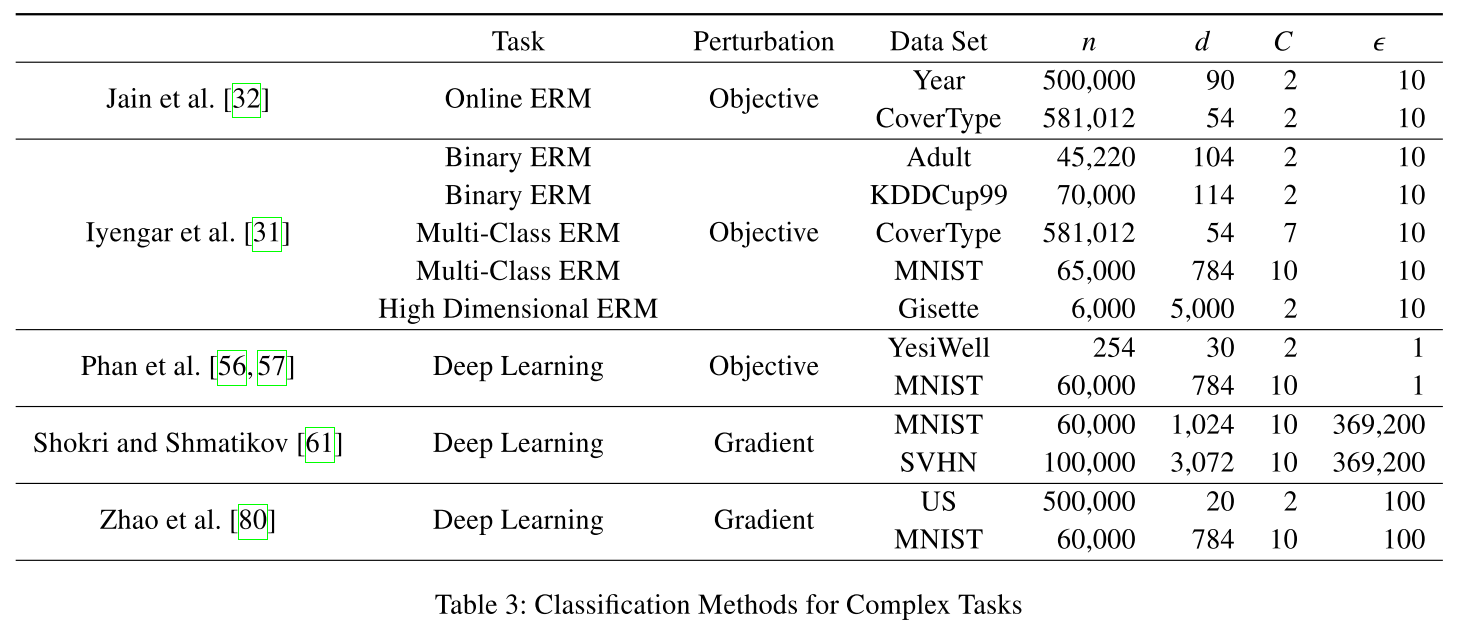 Task Perturbation Data Set n d C ϵ
Jain et al. [32] Online ERM Objective Year 500,000 90 2 10
CoverType 581,012 54 2 10
Binary ERM Adult 45,220 104 2 10
Binary ERM KDDCup99 70,000 114 2 10
Iyengar et al. [31] Multi-Class ERM Objective CoverType 581,012 54 7 10
Multi-Class ERM MNIST 65,000 784 10 10
High Dimensional ERM Gisette 6,000 5,000 2 10
Phan et al. [56, 57] Deep Learning Objective YesiWell 254 30 2 1
MNIST 60,000 784 10 1
Shokri and Shmatikov [61] Deep Learning Gradient MNIST 60,000 1,024 10 369,200
SVHN 100,000 3,072 10 369,200
Zhao et al. [80] Deep Learning Gradient US 500,000 20 2 100
MNIST 60,000 784 10 100
Table 3: Classification Methods for Complex Tasks